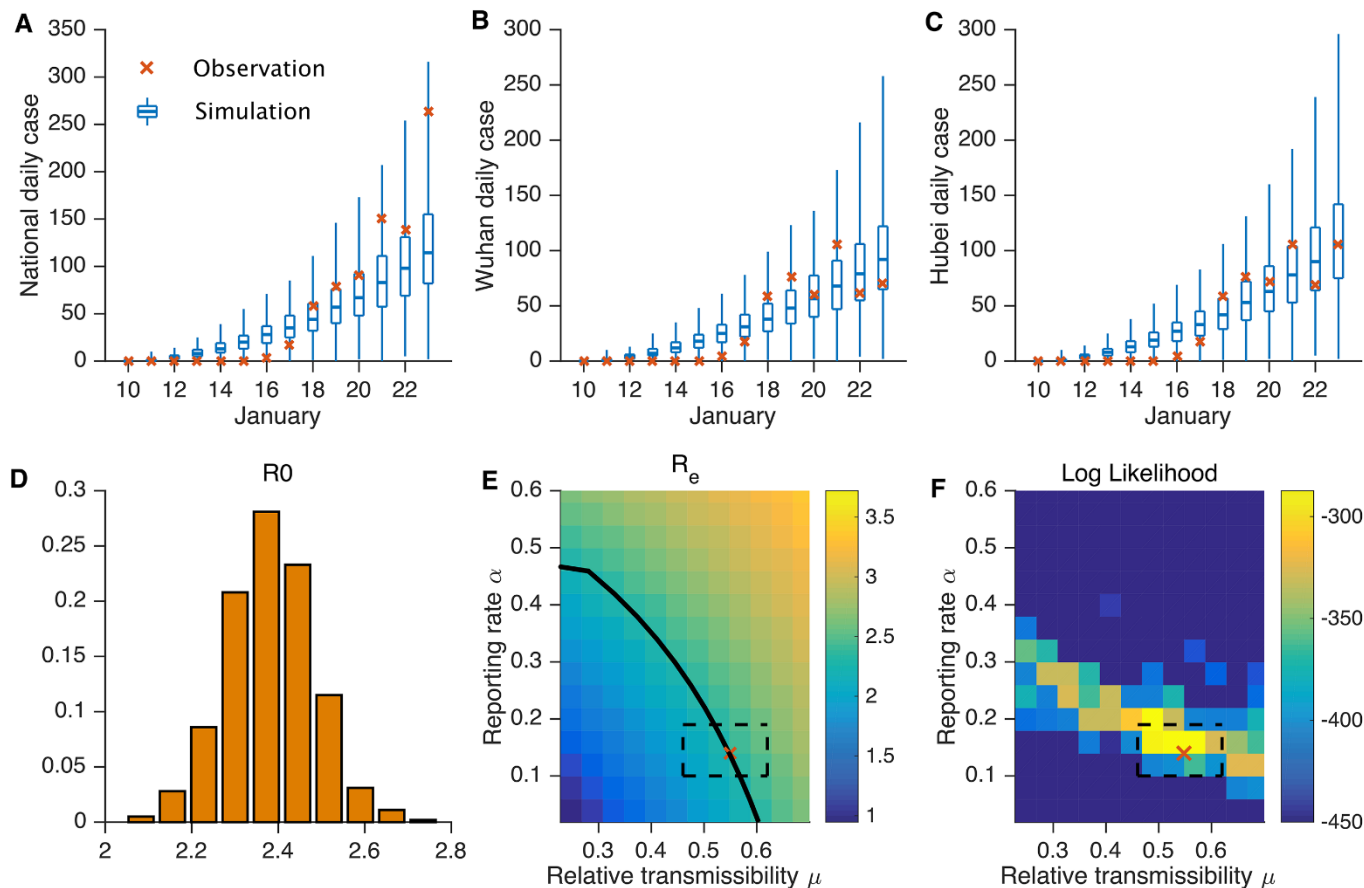 A
National daily case
350
300
250
200
150
100
50
0
Observation
Simulation
10 12 14 16 18 20 22
January
B
Wuhan daily case
300
250
200
150
100
50
0
10 12 14 16 18 20 22
January
C
Hubei daily case
300
250
200
150
100
50
0
10 12 14 16 18 20 22
January
D
R0
0.3
0.25
0.2
0.15
0.1
0.05
0
2 2.2 2.4 2.6 2.8
E
Re
Reporting rate α
0.6
0.5
0.4
0.3
0.2
0.1
0.3 0.4 0.5 0.6
Relative transmissibility μ
3.5
3
2.5
2
1.5
1
F
Log Likelihood
Reporting rate α
0.6
0.5
0.4
0.3
0.2
0.1
0.3 0.4 0.5 0.6
Relative transmissibility μ
-300
-350
-400
-450